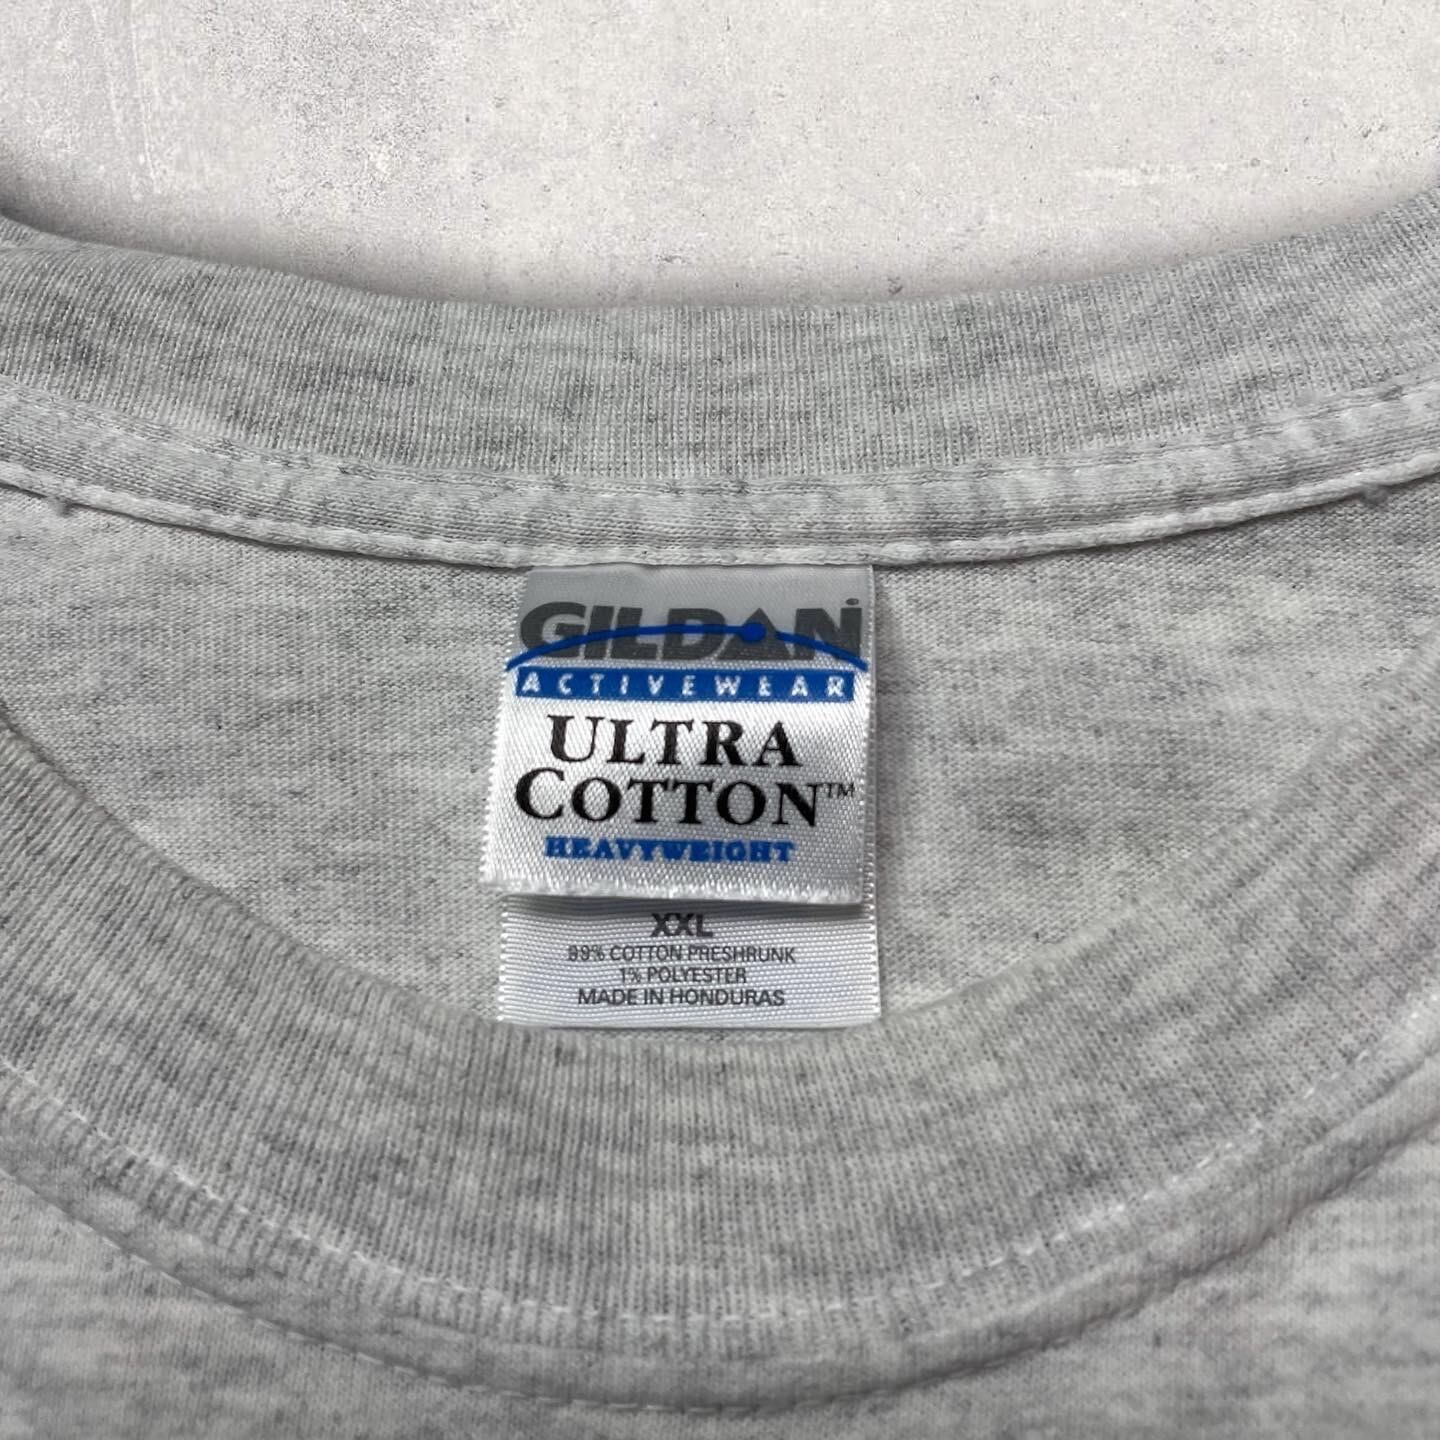 GILDAN®
ACTIVEWEAR
ULTRA
COTTON™
HEAVYWEIGHT
XXL
99% COTTON PRESHRUNK
1% POLYESTER
MADE IN HONDURAS